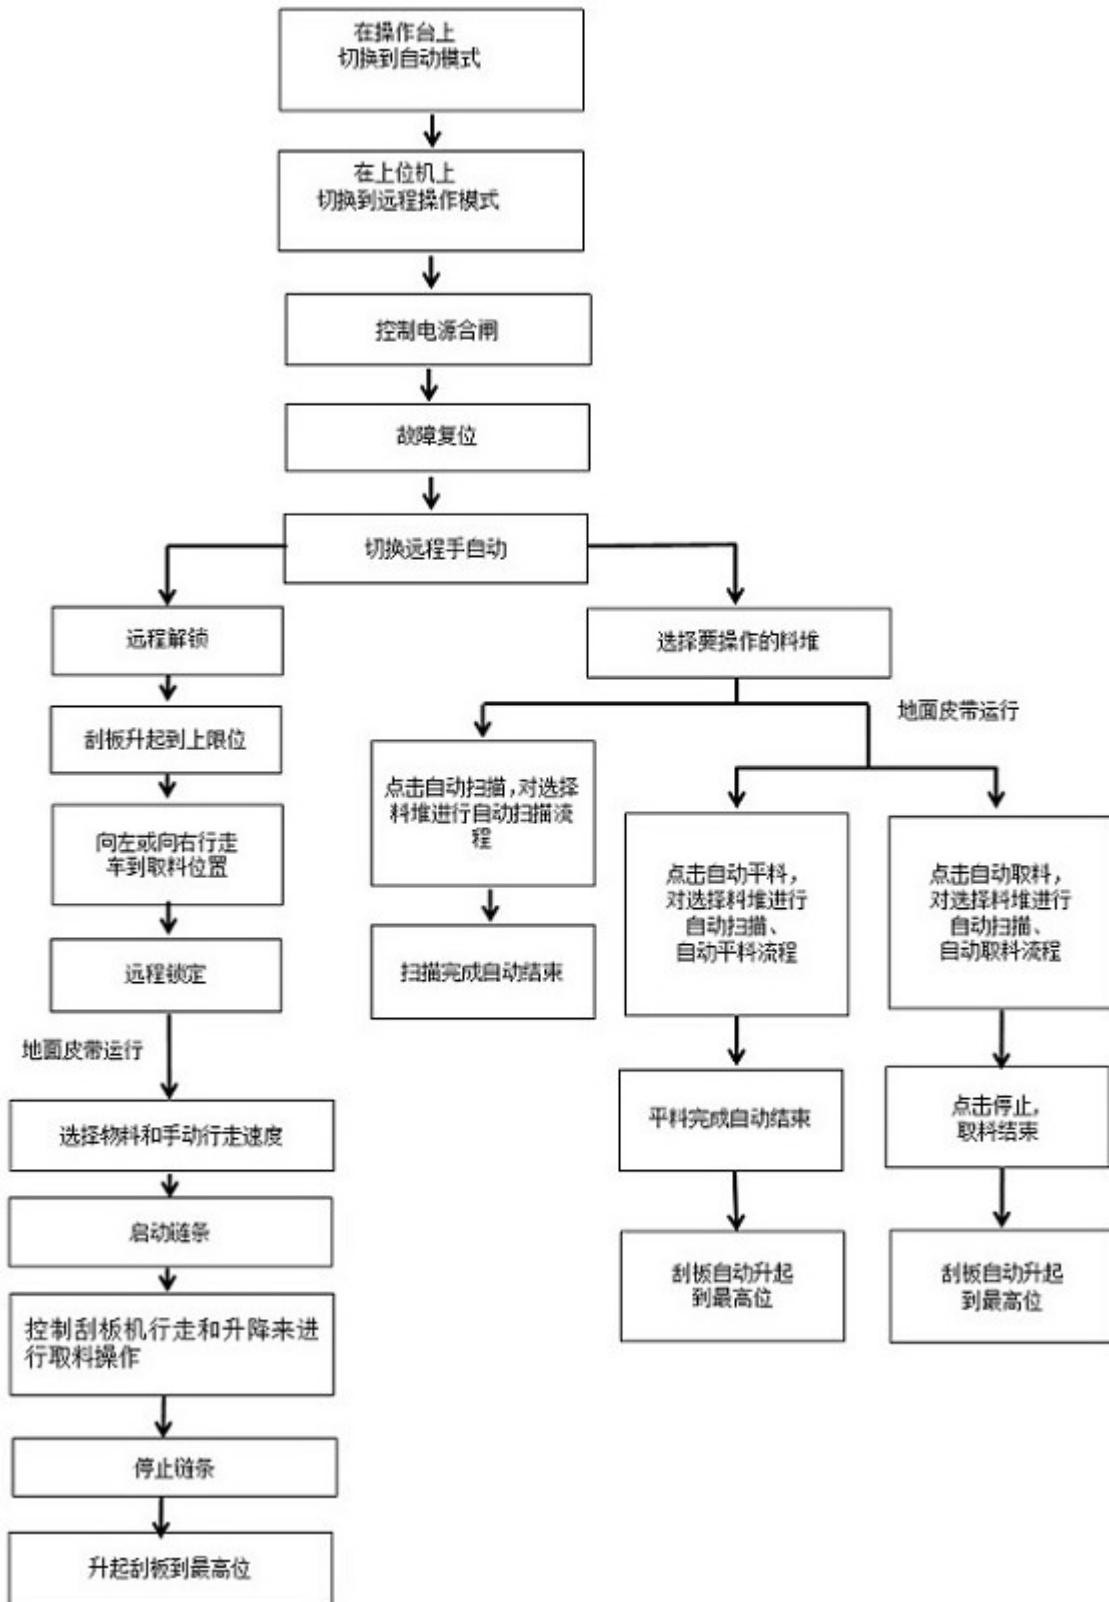 在操作台上
切换到自动模式
在上位机上
切换到远程操作模式
控制电源合闸
故障复位
切换远程手自动
远程解锁
刮板升起到上限位
向左或向右行走
车到取料位置
远程锁定
地面皮带运行
选择物料和手动行走速度
启动链条
控制刮板机行走和升降来进
行取料操作
停止链条
升起刮板到最高位
选择要操作的料堆
点击自动扫描，对选择
料堆进行自动扫描流
程
扫描完成自动结束
地面皮带运行
点击自动平料，
对选择料堆进行
自动扫描、
自动平料流程
平料完成自动结束
刮板自动升起
到最高位
点击自动取料，
对选择料堆进行
自动扫描、
自动取料流程
点击停止，
取料结束
刮板自动升起
到最高位